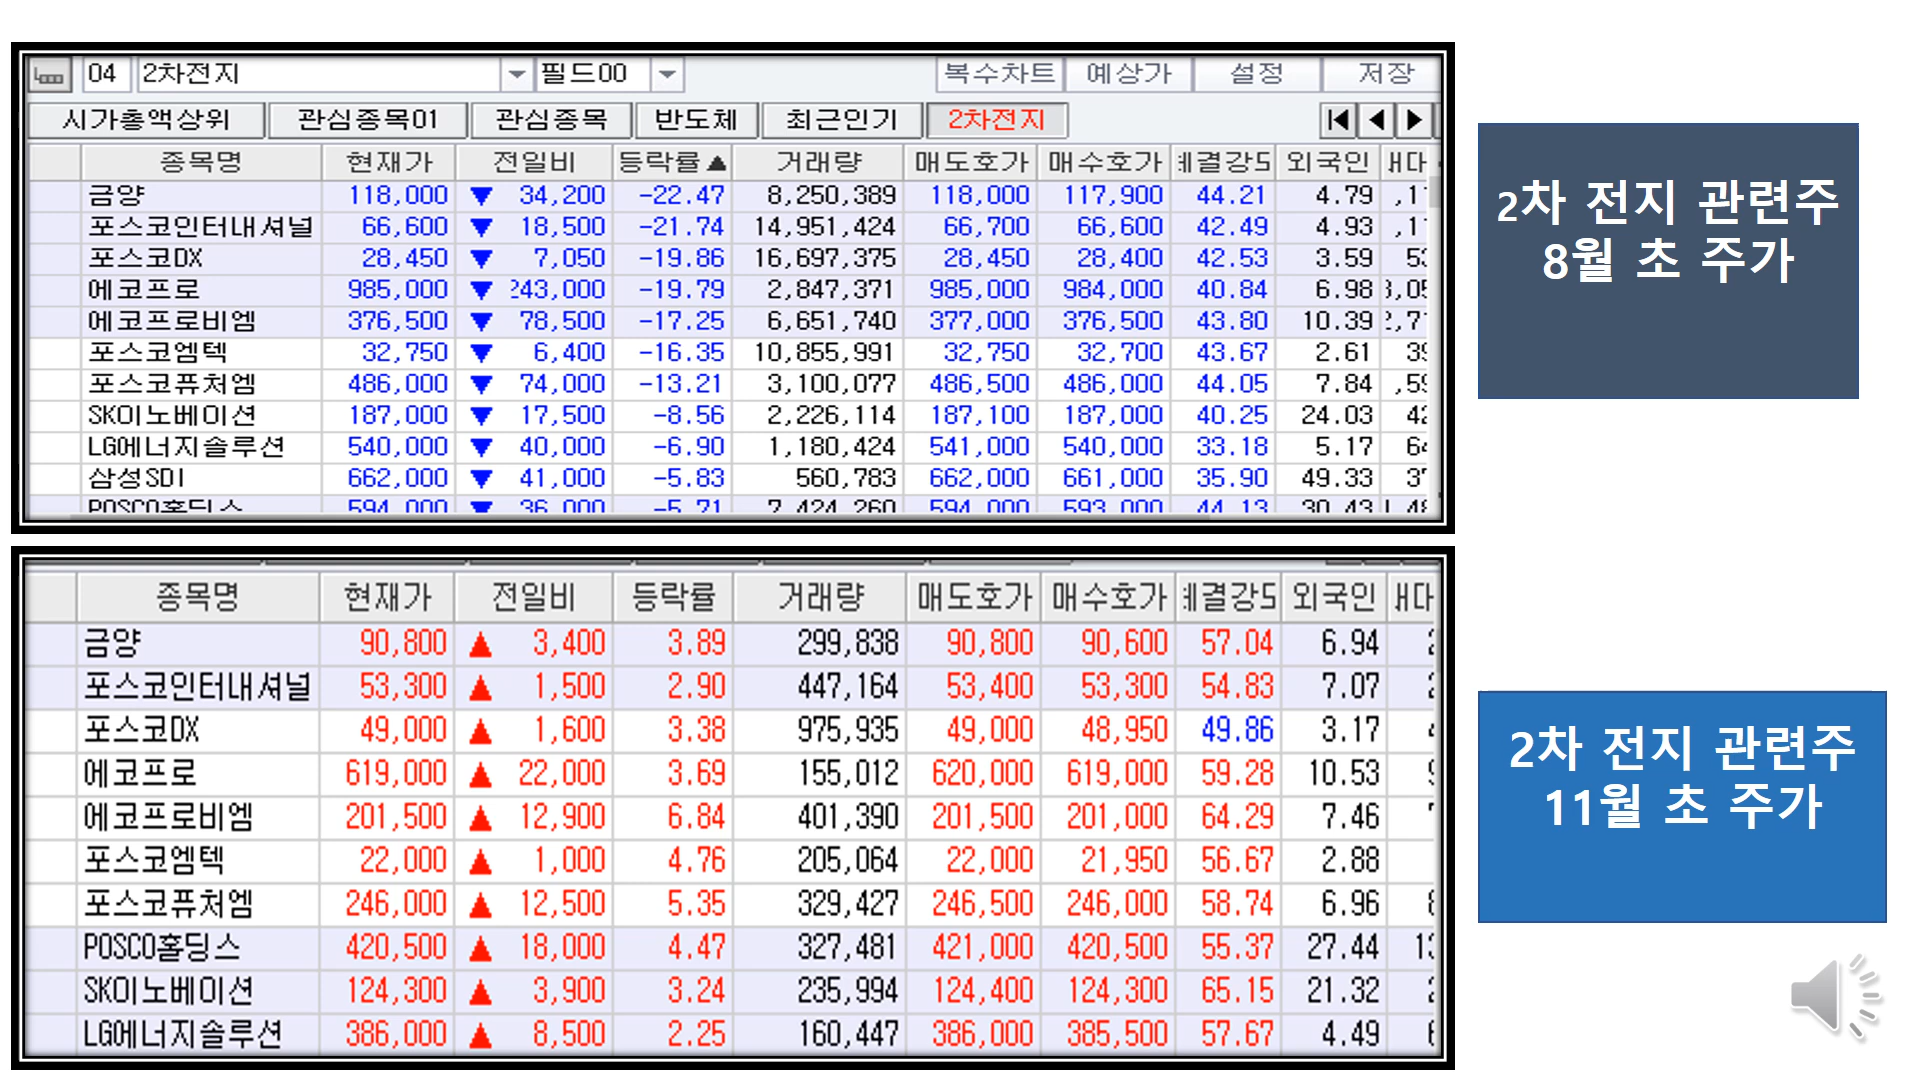 04 2차전지 필드00 복수차트 예상가 설정 저장
시가총액상위 관심종목01 관심종목 반도체 최근인기 2차전지
종목명 현재가 전일비 등락률▲ 거래량 매도호가 매수호가 외국인
금양 118,000 ▼ 34,200 -22.47 8,250,389 118,000 117,900 44.21 4.79
포스코인터내셔널 66,600 ▼ 18,500 -21.74 14,951,424 66,700 66,600 42.49 4.93
포스코DX 28,450 ▼ 7,050 -19.86 16,697,375 28,450 28,400 42.53 3.59
에코프로 985,000 ▼ 243,000 -19.79 2,847,371 985,000 984,000 40.84 6.98
에코프로비엠 376,500 ▼ 78,500 -17.25 6,651,740 377,000 376,500 43.80 10.39
포스코엠텍 32,750 ▼ 6,400 -16.35 10,855,991 32,750 32,700 43.67 2.61
포스코퓨처엠 486,000 ▼ 74,000 -13.21 3,100,077 486,500 486,000 44.05 7.84
SK이노베이션 187,000 ▼ 17,500 -8.56 2,226,114 187,100 187,000 40.25 24.03
LG에너지솔루션 540,000 ▼ 40,000 -6.90 1,180,424 541,000 540,000 33.18 5.17
삼성SDI 662,000 ▼ 41,000 -5.83 560,783 662,000 661,000 35.90 49.33
POSCO홀딩스 594,000 ▼ 36,000 -5.71 7,424,260 594,000 593,000 44.13 30.43
2차 전지 관련주
8월 초 주가
종목명 현재가 전일비 등락률 거래량 매도호가 매수호가 외국인
금양 90,800 ▲ 3,400 3.89 299,838 90,800 90,600 57.04 6.94
포스코인터내셔널 53,300 ▲ 1,500 2.90 447,164 53,400 53,300 54.83 7.07
포스코DX 49,000 ▲ 1,600 3.38 975,935 49,000 48,950 49.86 3.17
에코프로 619,000 ▲ 22,000 3.69 155,012 620,000 619,000 59.28 10.53
에코프로비엠 201,500 ▲ 12,900 6.84 401,390 201,500 201,000 64.29 7.46
포스코엠텍 22,000 ▲ 1,000 4.76 205,064 22,000 21,950 56.67 2.88
포스코퓨처엠 246,000 ▲ 12,500 5.35 329,427 246,500 246,000 58.74 6.96
POSCO홀딩스 420,500 ▲ 18,000 4.47 327,481 421,000 420,500 55.37 27.44
SK이노베이션 124,300 ▲ 3,900 3.24 235,994 124,400 124,300 65.15 21.32
LG에너지솔루션 386,000 ▲ 8,500 2.25 160,447 386,000 385,500 57.67 4.49
2차 전지 관련주
11월 초 주가